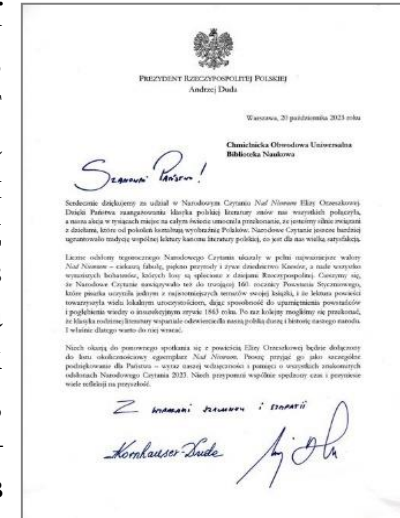 PREZYDENT RZECZYPOSPOLITEJ POLSKIEJ
Andrzej Duda
Warszawa, 20 października 2023 roku
Chmielnicka Obwodowa Uniwersalna
Biblioteka Naukowa
Szanowni Państwo!
Serdecznie dziękujemy za udział w Narodowym Czytaniu Nad Niemnem Elizy Orzeszkowej.
Dzięki Państwa zaangażowaniu klasyka polskiej literatury znów nas wszystkich połączyła,
a nasza akcja w tysiącach miejsc na całym świecie umocniła przekonanie, że jesteśmy silnie związani
z dziełami, które od pokoleń kształtują wyobraźnię Polaków. Narodowe Czytanie jeszcze bardziej
ugruntowało tradycję wspólnej lektury kanonu literatury polskiej, co jest dla nas wielką satysfakcją.
Liczne odsłony tegorocznego Narodowego Czytania ukazały w pełni najważniejsze walory
Nad Niemnem – ciekawą fabułę, piękno przyrody i żywe dziedzictwo Kresów, a nade wszystko
wyrazistych bohaterów, których losy są splecione z dziejami Rzeczypospolitej. Cieszymy się,
że Narodowe Czytanie nawiązywało też do trwającej 160. rocznicy Powstania Styczniowego,
które pisarka uczyniła jednym z najistotniejszych tematów swojej książki, i że lektura powieści
towarzyszyła wielu lokalnym uroczystościom, dając sposobność do upamiętnienia powstańców
i pogłębienia wiedzy o insurekcyjnym zrywie 1863 roku. Po raz kolejny mogliśmy się przekonać,
że klasyka rodzimej literatury wspaniale odzwierciedla naszą polską duszę i historię naszego narodu.
I właśnie dlatego warto do niej wracać.
Niech okazją do ponownego spotkania się z powieścią Elizy Orzeszkowej będzie dołączony
do listu okolicznościowy egzemplarz Nad Niemnem. Proszę przyjąć go jako szczególne
podziękowanie dla Państwa – wyraz naszej wdzięczności i pamięci o wszystkich znakomitych
odsłonach Narodowego Czytania 2023. Niech przypomni wspólnie spędzony czas i przyniesie
wiele refleksji na przyszłość.
Z wyrazami szacunku i sympatii
Kornhauser-Duda